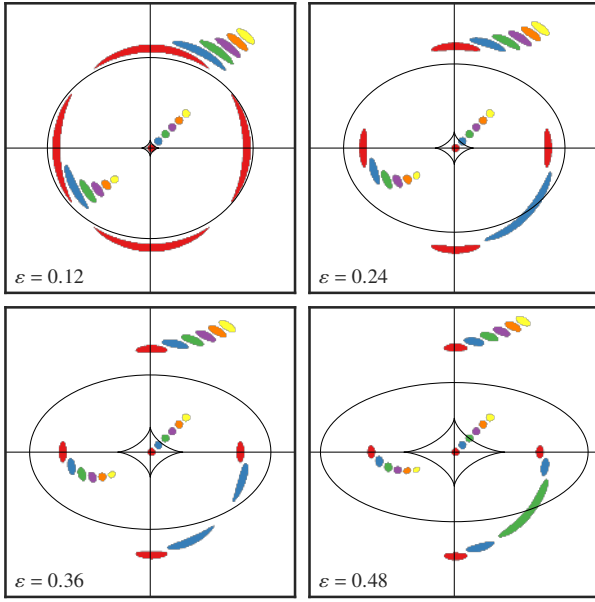 ε = 0.12
ε = 0.24
ε = 0.36
ε = 0.48